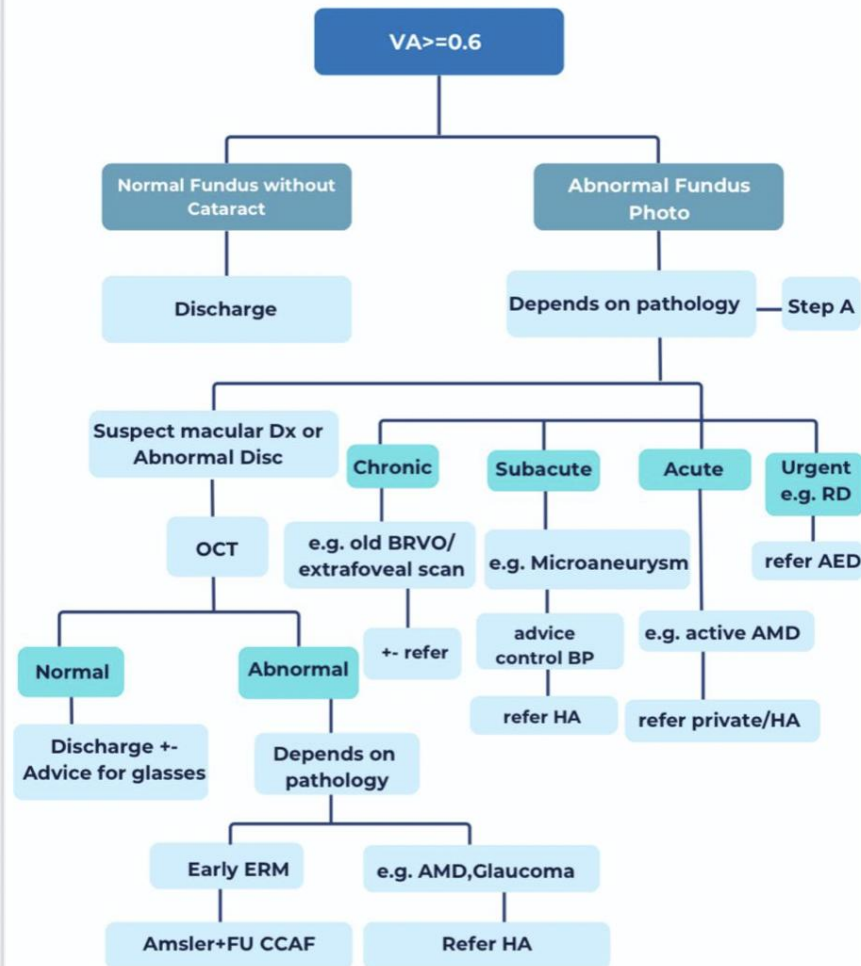 VA>=0.6
Normal Fundus without
Cataract
Abnormal Fundus
Photo
Discharge
Depends on pathology
Step A
Suspect macular Dx or
Abnormal Disc
Chronic
Subacute
Acute
Urgent
e.g. RD
OCT
e.g. old BRVO/
extrafoveal scan
e.g. Microaneurysm
refer AED
Normal
Abnormal
+- refer
advice
control BP
e.g. active AMD
refer HA
refer private/HA
Discharge +-
Advice for glasses
Depends on
pathology
Early ERM
e.g. AMD,Glaucoma
Amsler+FU CCAF
Refer HA